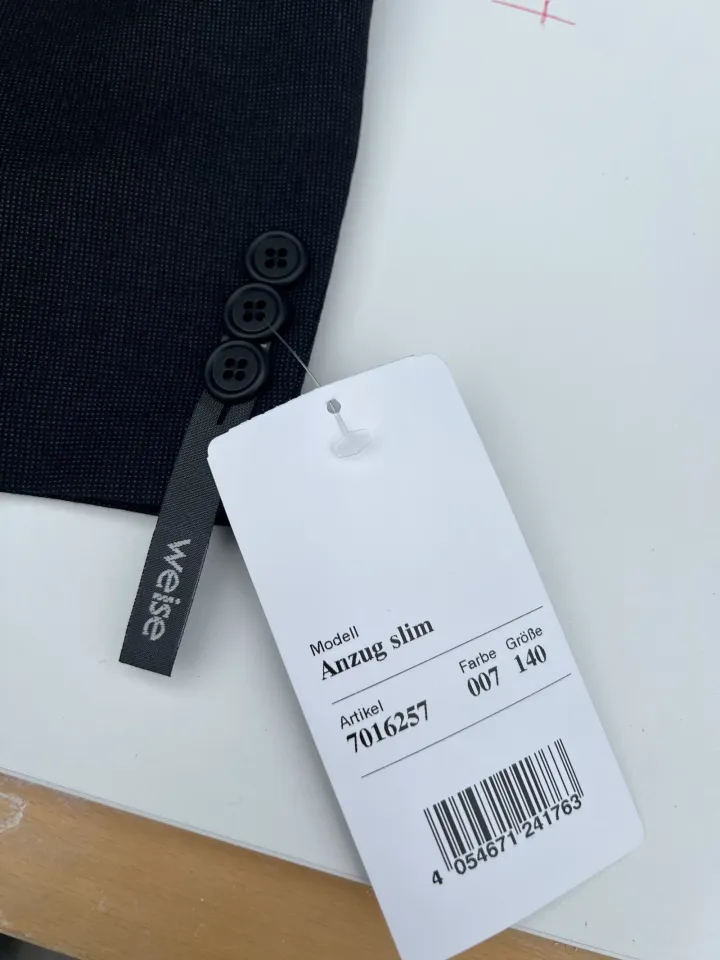 weise
Modell
Anzug slim
Artikel Farbe Größe
7016257 007 140
4 054671 241763